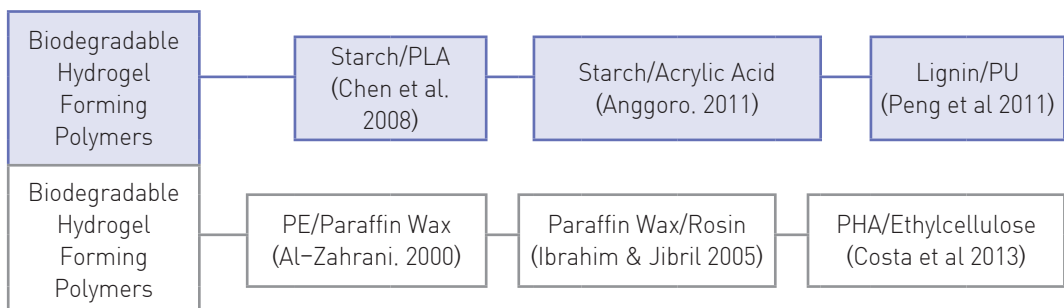 Biodegradable
Hydrogel
Forming
Polymers
Starch/PLA
(Chen et al.
2008)
Starch/Acrylic Acid
(Anggoro. 2011)
Lignin/PU
(Peng et al 2011)
Biodegradable
Hydrogel
Forming
Polymers
PE/Paraffin Wax
(Al-Zahrani. 2000)
Paraffin Wax/Rosin
(Ibrahim & Jibril 2005)
PHA/Ethylcellulose
(Costa et al 2013)